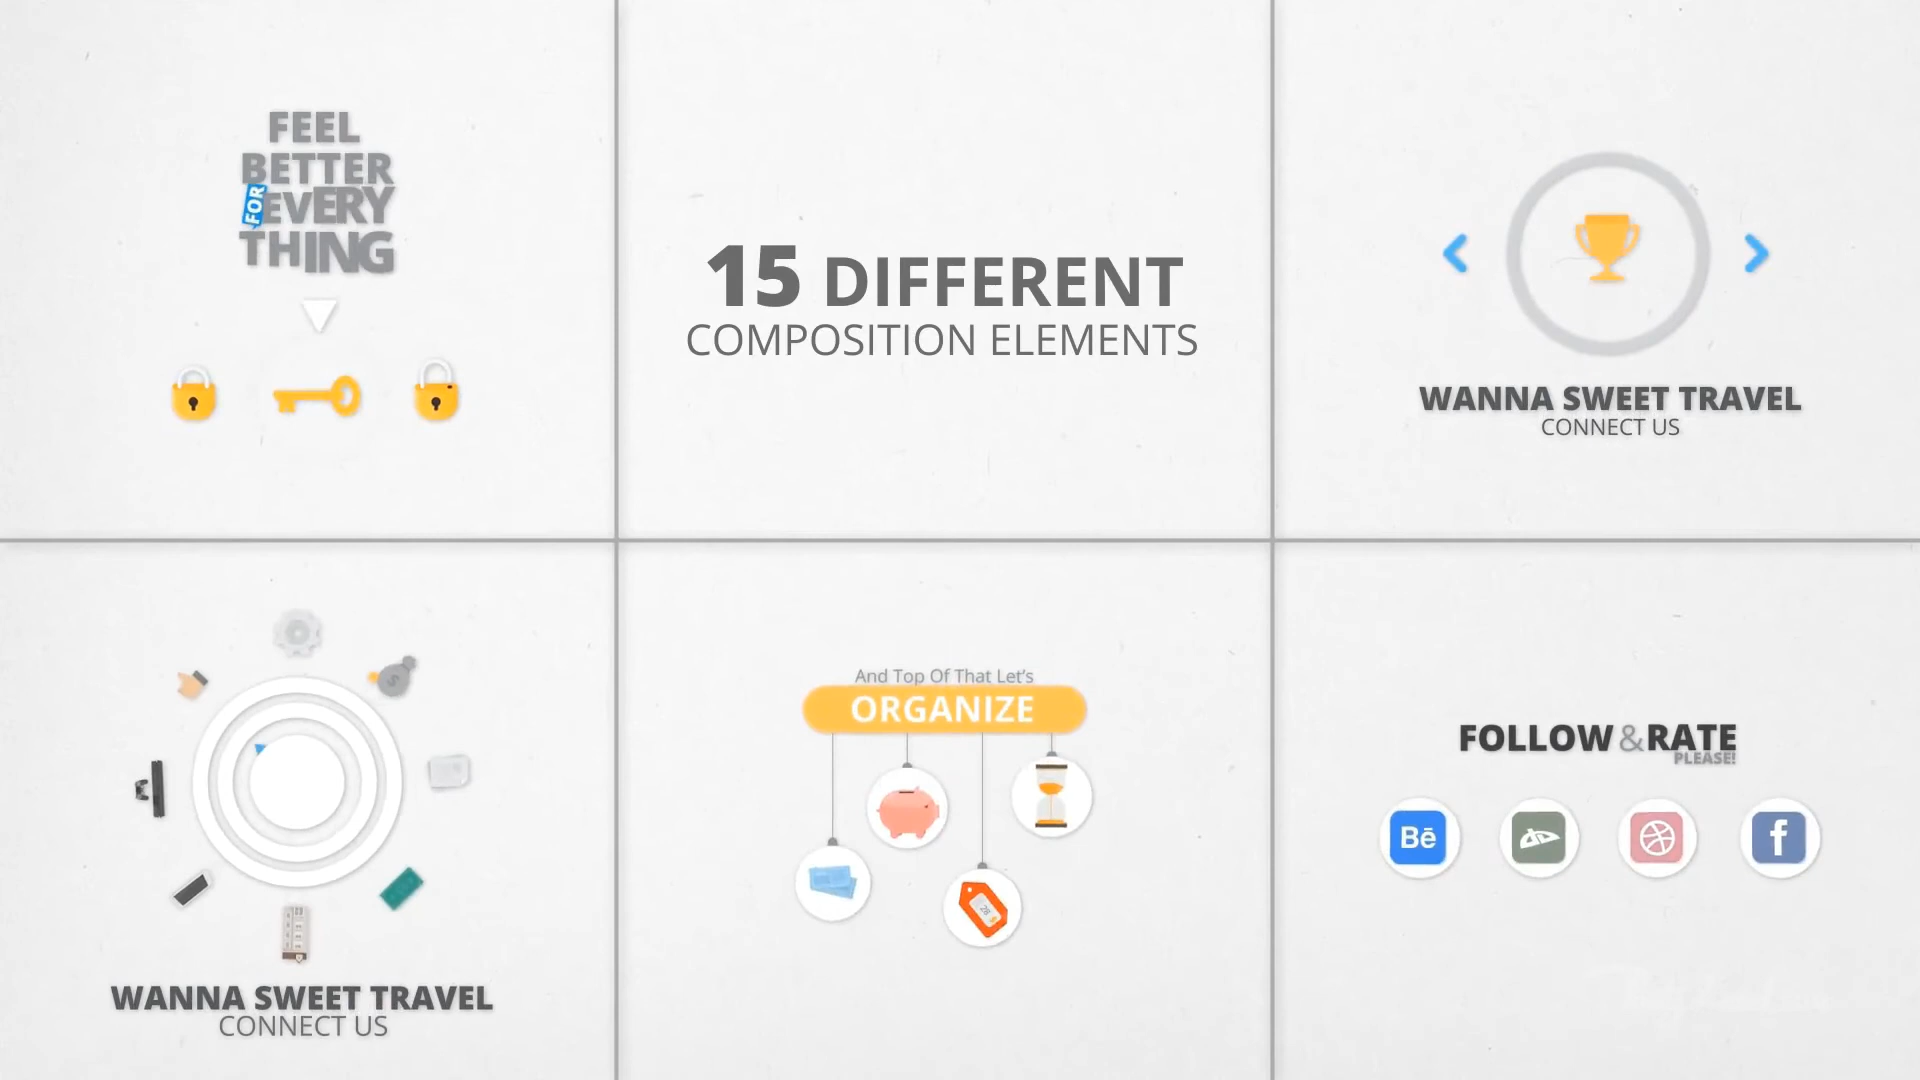 FEEL
BETTER
FOR
EVERY
THING
15 DIFFERENT
COMPOSITION ELEMENTS
WANNA SWEET TRAVEL
CONNECT US
WANNA SWEET TRAVEL
CONNECT US
And Top Of That Let's
ORGANIZE
28 $
FOLLOW & RATE
PLEASE!
Bē
f